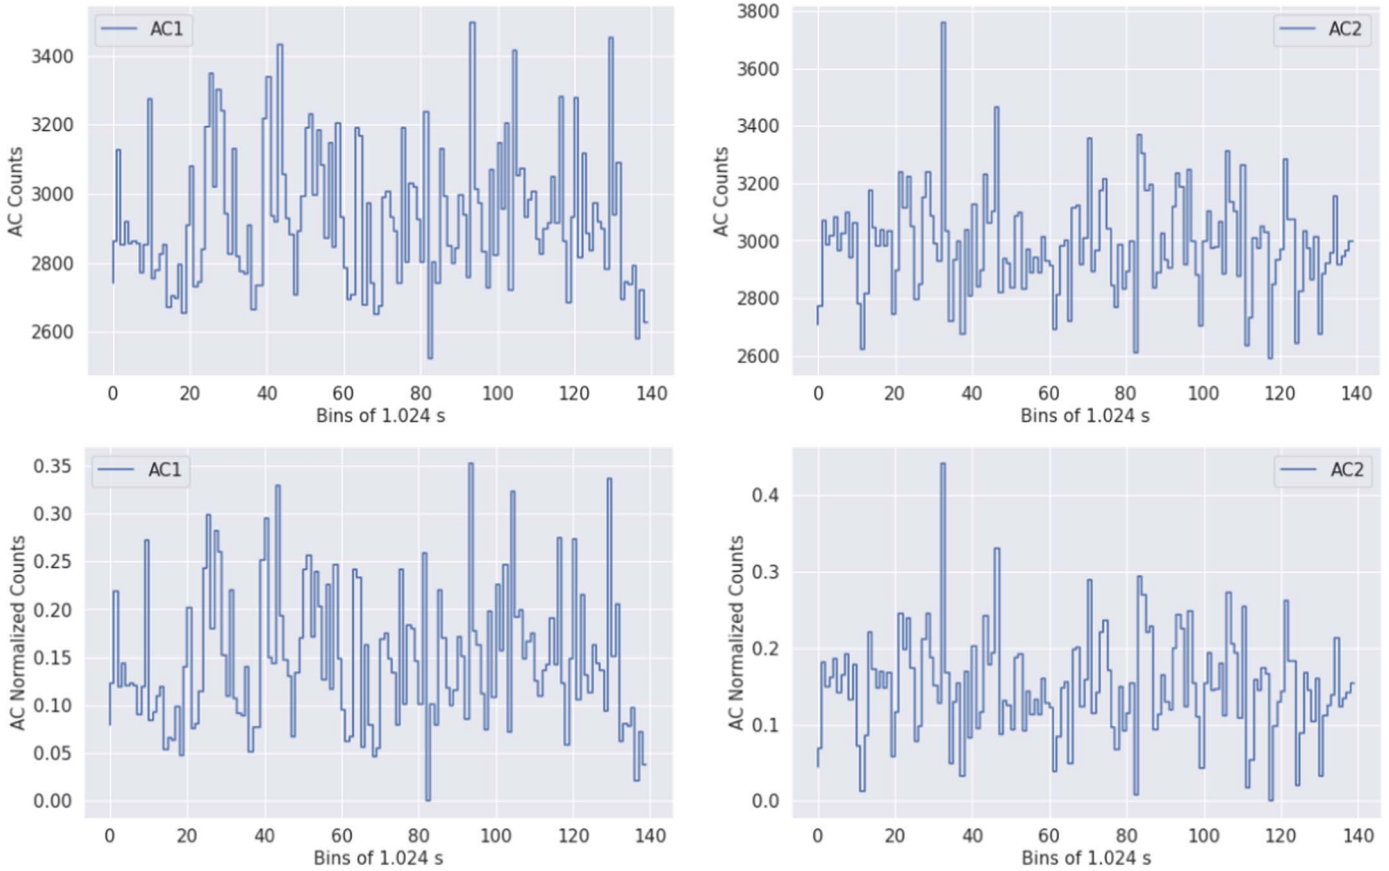 AC1
3400
3200
3000
2800
2600
AC Counts
0 20 40 60 80 100 120 140
Bins of 1.024 s
AC2
3800
3600
3400
3200
3000
2800
2600
AC Counts
0 20 40 60 80 100 120 140
Bins of 1.024 s
AC1
0.35
0.30
0.25
0.20
0.15
0.10
0.05
0.00
AC Normalized Counts
0 20 40 60 80 100 120 140
Bins of 1.024 s
AC2
0.4
0.3
0.2
0.1
0.0
AC Normalized Counts
0 20 40 60 80 100 120 140
Bins of 1.024 s